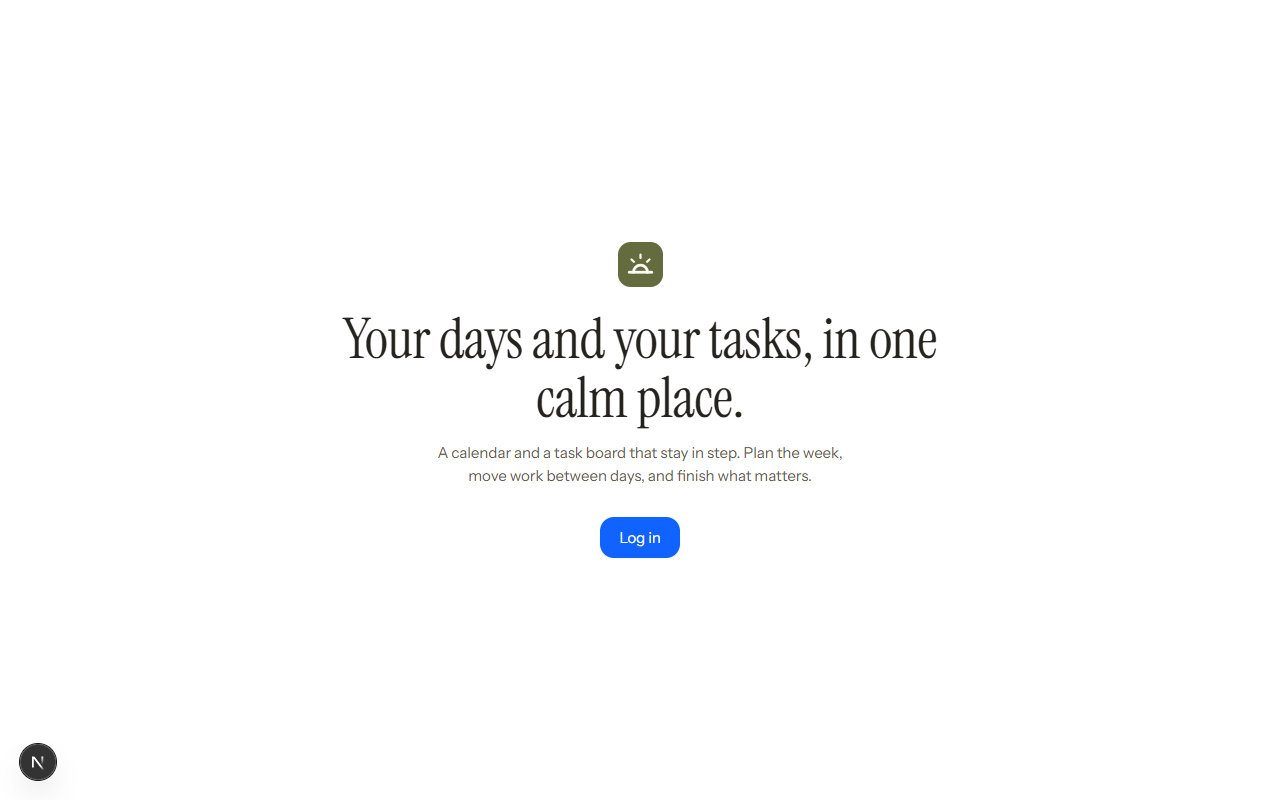 Your days and your tasks, in one
calm place.
A calendar and a task board that stay in step. Plan the week,
move work between days, and finish what matters.
Log in
N